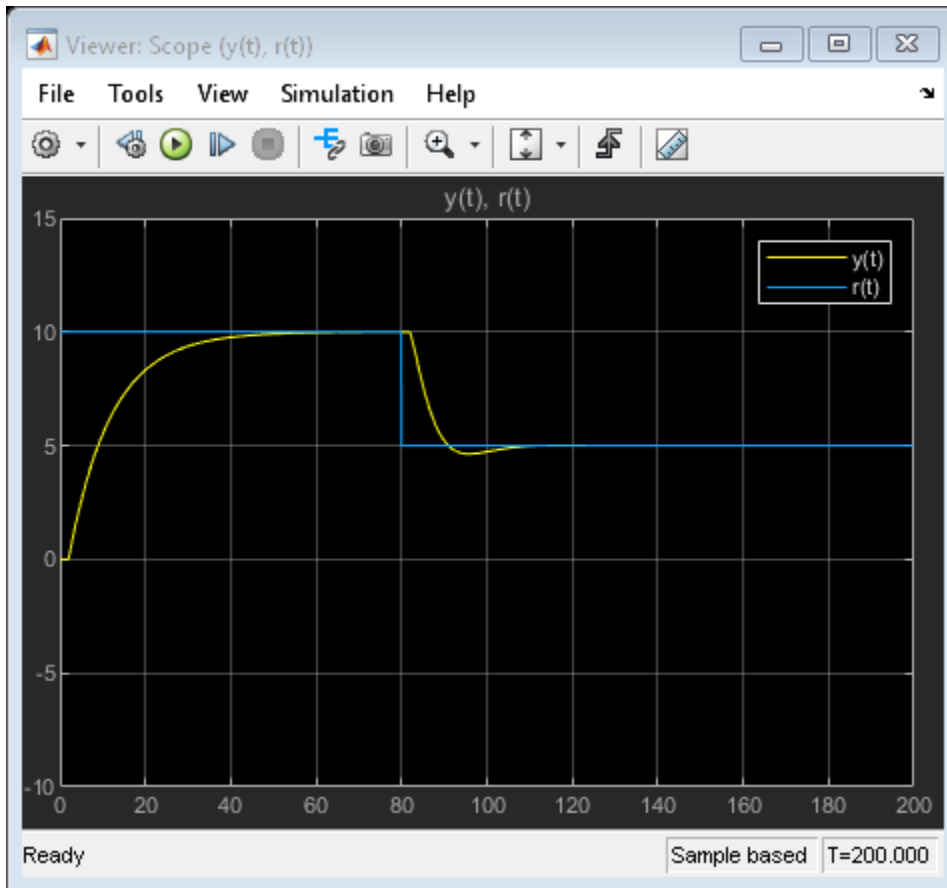 Viewer: Scope (y(t), r(t))
File Tools View Simulation Help
y(t), r(t)
15
y(t)
r(t)
10
5
0
-5
-10
0 20 40 60 80 100 120 140 160 180 200
Ready Sample based T=200.000